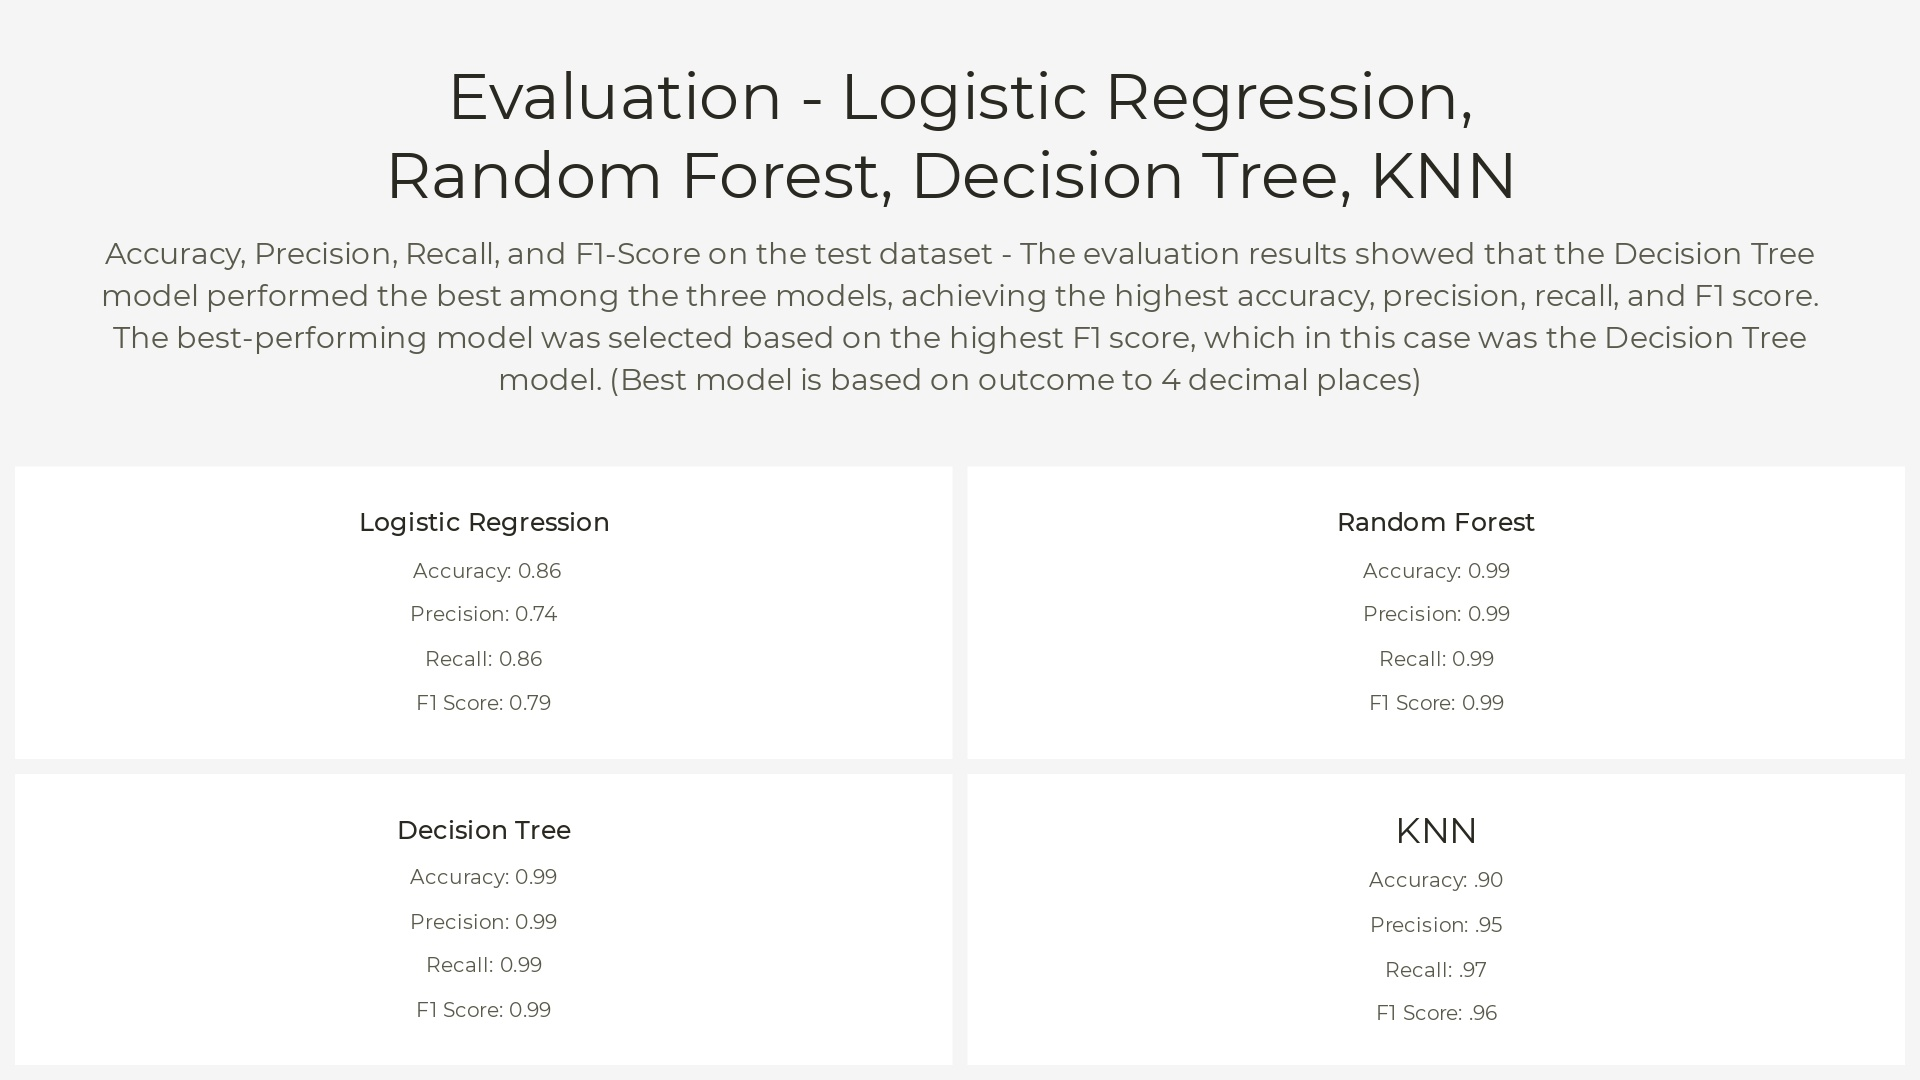 Evaluation - Logistic Regression,
Random Forest, Decision Tree, KNN
Accuracy, Precision, Recall, and F1-Score on the test dataset - The evaluation results showed that the Decision Tree
model performed the best among the three models, achieving the highest accuracy, precision, recall, and F1 score.
The best-performing model was selected based on the highest F1 score, which in this case was the Decision Tree
model. (Best model is based on outcome to 4 decimal places)
Logistic Regression
Accuracy: 0.86
Precision: 0.74
Recall: 0.86
F1 Score: 0.79
Random Forest
Accuracy: 0.99
Precision: 0.99
Recall: 0.99
F1 Score: 0.99
Decision Tree
Accuracy: 0.99
Precision: 0.99
Recall: 0.99
F1 Score: 0.99
KNN
Accuracy: .90
Precision: .95
Recall: .97
F1 Score: .96